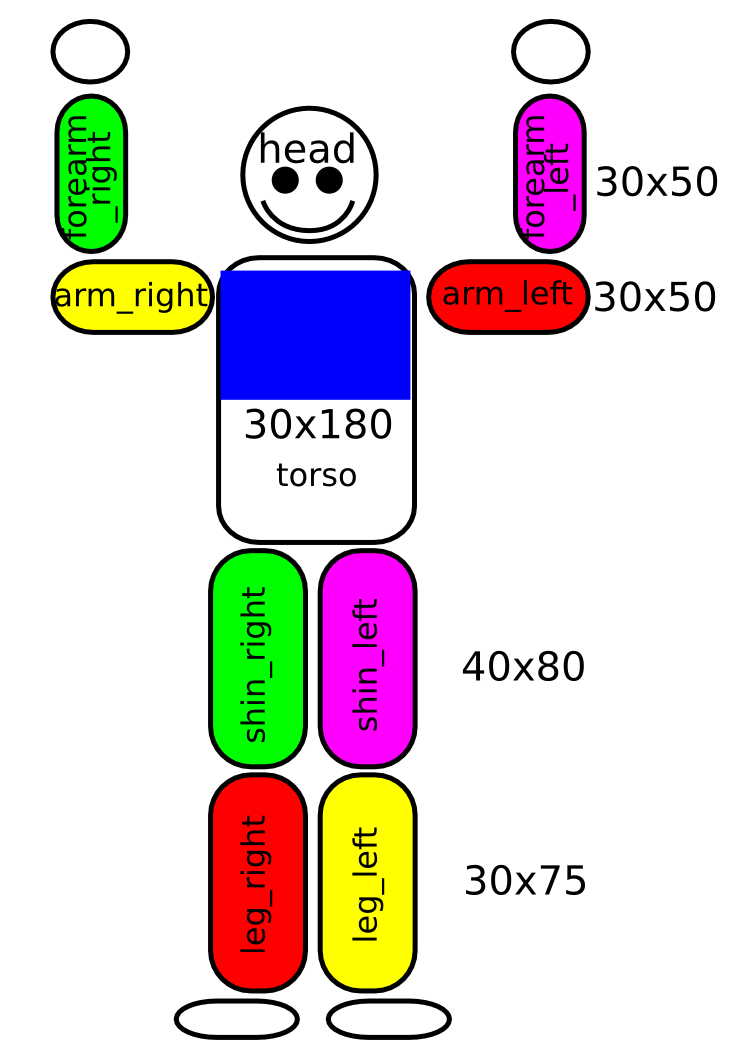 head
forearm
_right
forearm
_left
30x50
arm_right
arm_left
30x50
30x180
torso
shin_right
shin_left
40x80
leg_right
leg_left
30x75